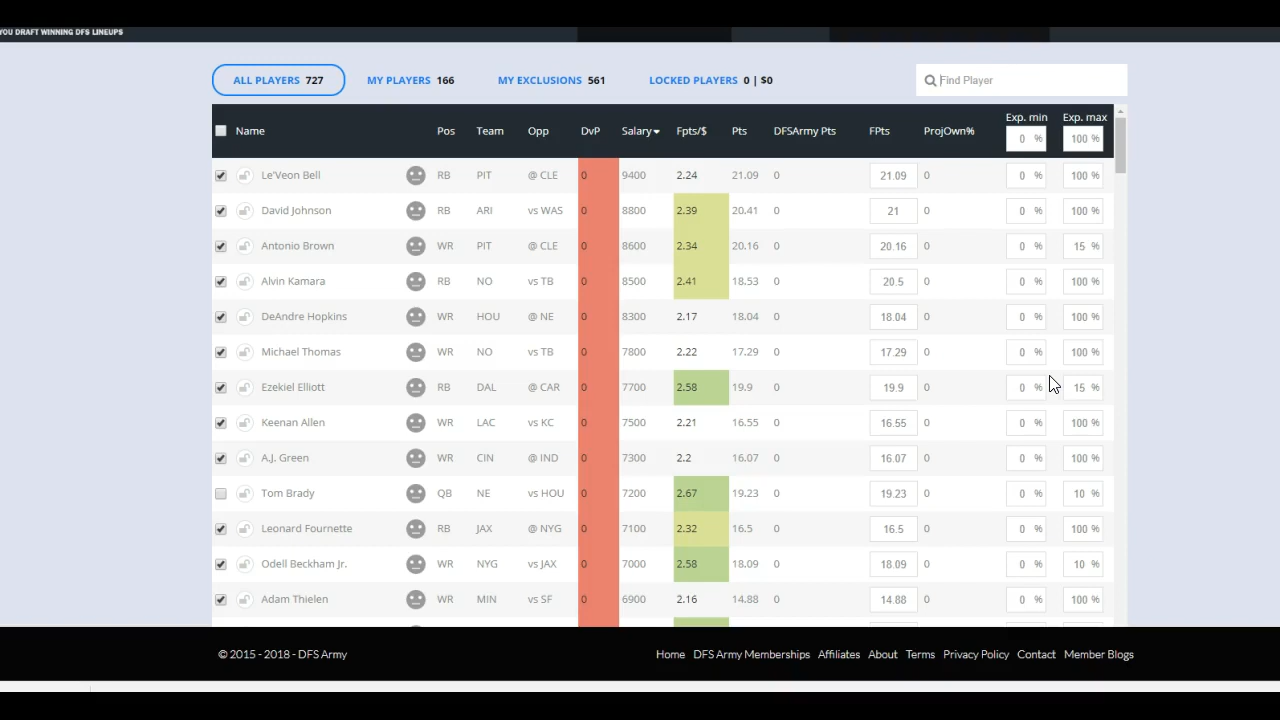 YOU DRAFT WINNING DFS LINEUPS
ALL PLAYERS 727 MY PLAYERS 166 MY EXCLUSIONS 561 LOCKED PLAYERS 0 | $0 Find Player
Name Pos Team Opp DvP Salary Fpts/$ Pts DFSArmy Pts FPts ProjOwn% Exp. min Exp. max
0 % 100 %
Le'Veon Bell RB PIT @ CLE 0 9400 2.24 21.09 0 21.09 0 0 % 100 %
David Johnson RB ARI vs WAS 0 8800 2.39 20.41 0 21 0 0 % 100 %
Antonio Brown WR PIT @ CLE 0 8600 2.34 20.16 0 20.16 0 0 % 15 %
Alvin Kamara RB NO vs TB 0 8500 2.41 18.53 0 20.5 0 0 % 100 %
DeAndre Hopkins WR HOU @ NE 0 8300 2.17 18.04 0 18.04 0 0 % 100 %
Michael Thomas WR NO vs TB 0 7800 2.22 17.29 0 17.29 0 0 % 100 %
Ezekiel Elliott RB DAL @ CAR 0 7700 2.58 19.9 0 19.9 0 0 % 15 %
Keenan Allen WR LAC vs KC 0 7500 2.21 16.55 0 16.55 0 0 % 100 %
A.J. Green WR CIN @ IND 0 7300 2.2 16.07 0 16.07 0 0 % 100 %
Tom Brady QB NE vs HOU 0 7200 2.67 19.23 0 19.23 0 0 % 10 %
Leonard Fournette RB JAX @ NYG 0 7100 2.32 16.5 0 16.5 0 0 % 100 %
Odell Beckham Jr. WR NYG vs JAX 0 7000 2.58 18.09 0 18.09 0 0 % 10 %
Adam Thielen WR MIN vs SF 0 6900 2.16 14.88 0 14.88 0 0 % 100 %
© 2015 - 2018 - DFS Army Home DFS Army Memberships Affiliates About Terms Privacy Policy Contact Member Blogs